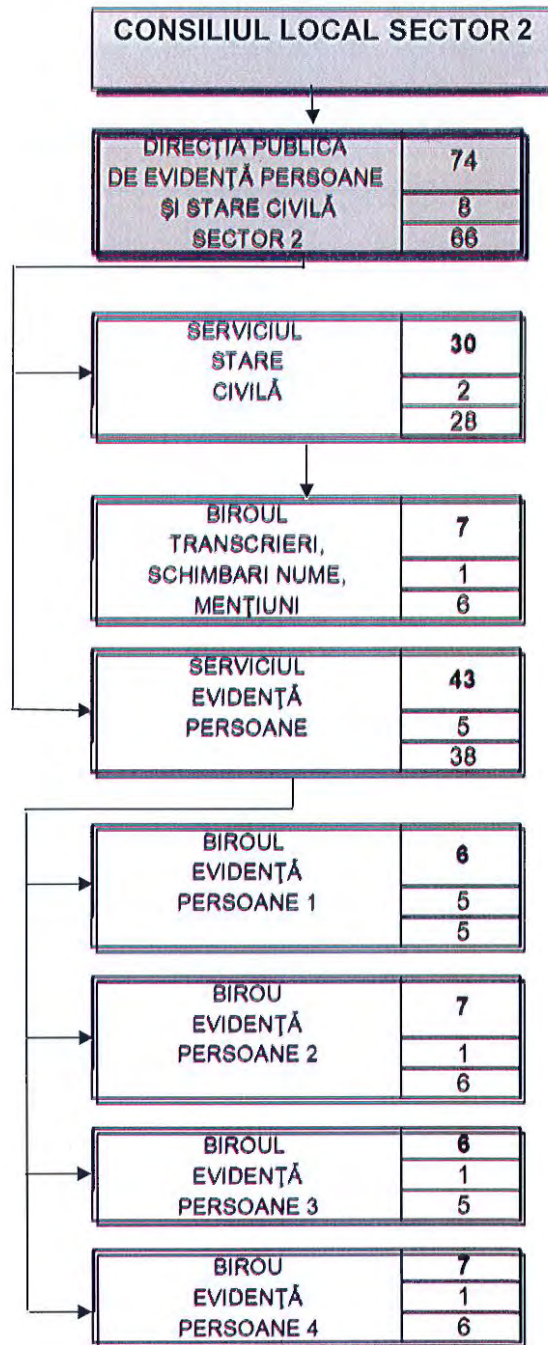 CONSILIUL LOCAL SECTOR 2
DIRECȚIA PUBLICA
DE EVIDENȚĂ PERSOANE
ȘI STARE CIVILĂ
SECTOR 2
74
8
66
SERVICIUL
STARE
CIVILĂ
30
2
28
BIROUL
TRANSCRIERI,
SCHIMBARI NUME,
MENȚIUNI
7
1
6
SERVICIUL
EVIDENȚĂ
PERSOANE
43
5
38
BIROUL
EVIDENȚĂ
PERSOANE 1
6
5
5
BIROU
EVIDENȚĂ
PERSOANE 2
7
1
6
BIROUL
EVIDENȚĂ
PERSOANE 3
6
1
5
BIROU
EVIDENȚĂ
PERSOANE 4
7
1
6